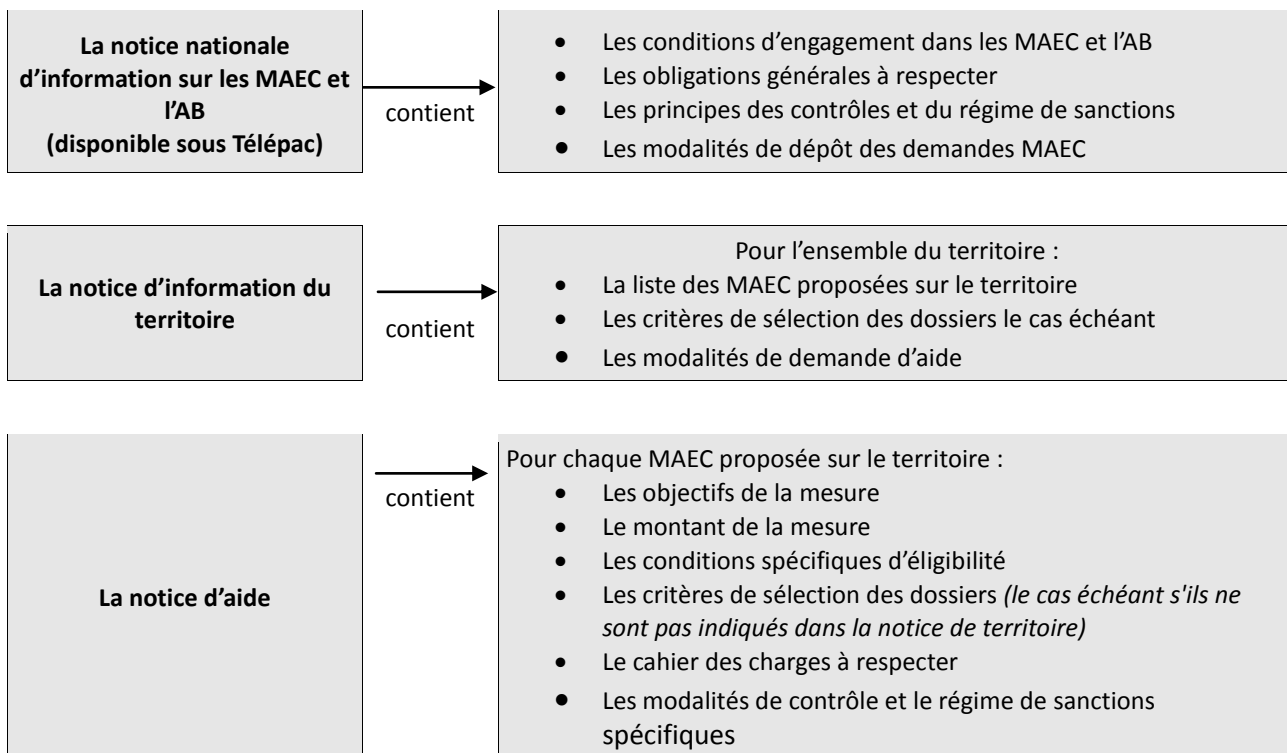 La notice nationale
d’information sur les MAEC et
l’AB
(disponible sous Télépac)
contient
• Les conditions d’engagement dans les MAEC et l’AB
• Les obligations générales à respecter
• Les principes des contrôles et du régime de sanctions
• Les modalités de dépôt des demandes MAEC
La notice d’information du
territoire
contient
Pour l’ensemble du territoire :
• La liste des MAEC proposées sur le territoire
• Les critères de sélection des dossiers le cas échéant
• Les modalités de demande d’aide
La notice d’aide
contient
Pour chaque MAEC proposée sur le territoire :
• Les objectifs de la mesure
• Le montant de la mesure
• Les conditions spécifiques d’éligibilité
• Les critères de sélection des dossiers (le cas échéant s'ils ne
sont pas indiqués dans la notice de territoire)
• Le cahier des charges à respecter
• Les modalités de contrôle et le régime de sanctions
spécifiques